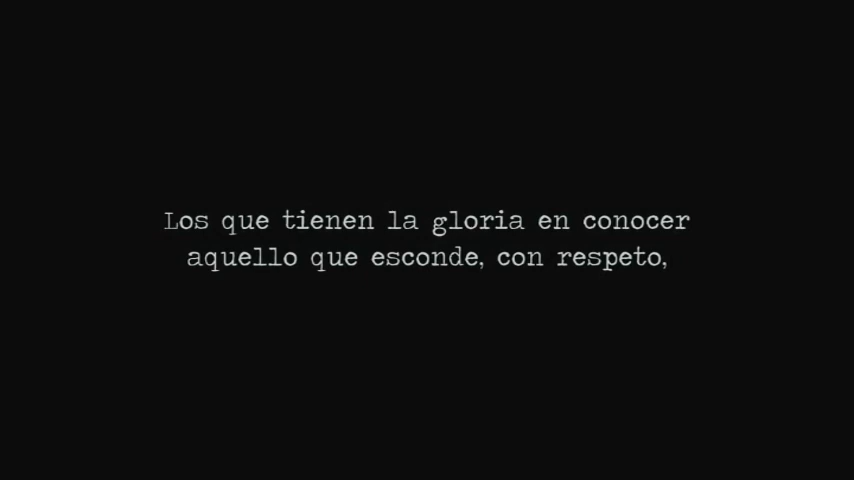 Los que tienen la gloria en conocer
aquello que esconde, con respeto,